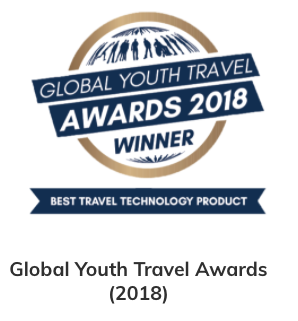 GLOBAL YOUTH TRAVEL
AWARDS 2018
WINNER
BEST TRAVEL TECHNOLOGY PRODUCT
Global Youth Travel Awards
(2018)